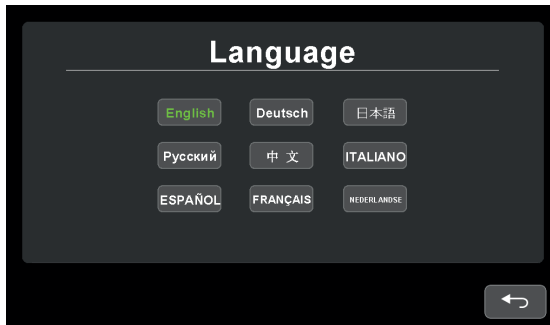 Language
English Deutsch 日本語
Русский 中 文 ITALIANO
ESPAÑOL FRANÇAIS NEDERLANDSE